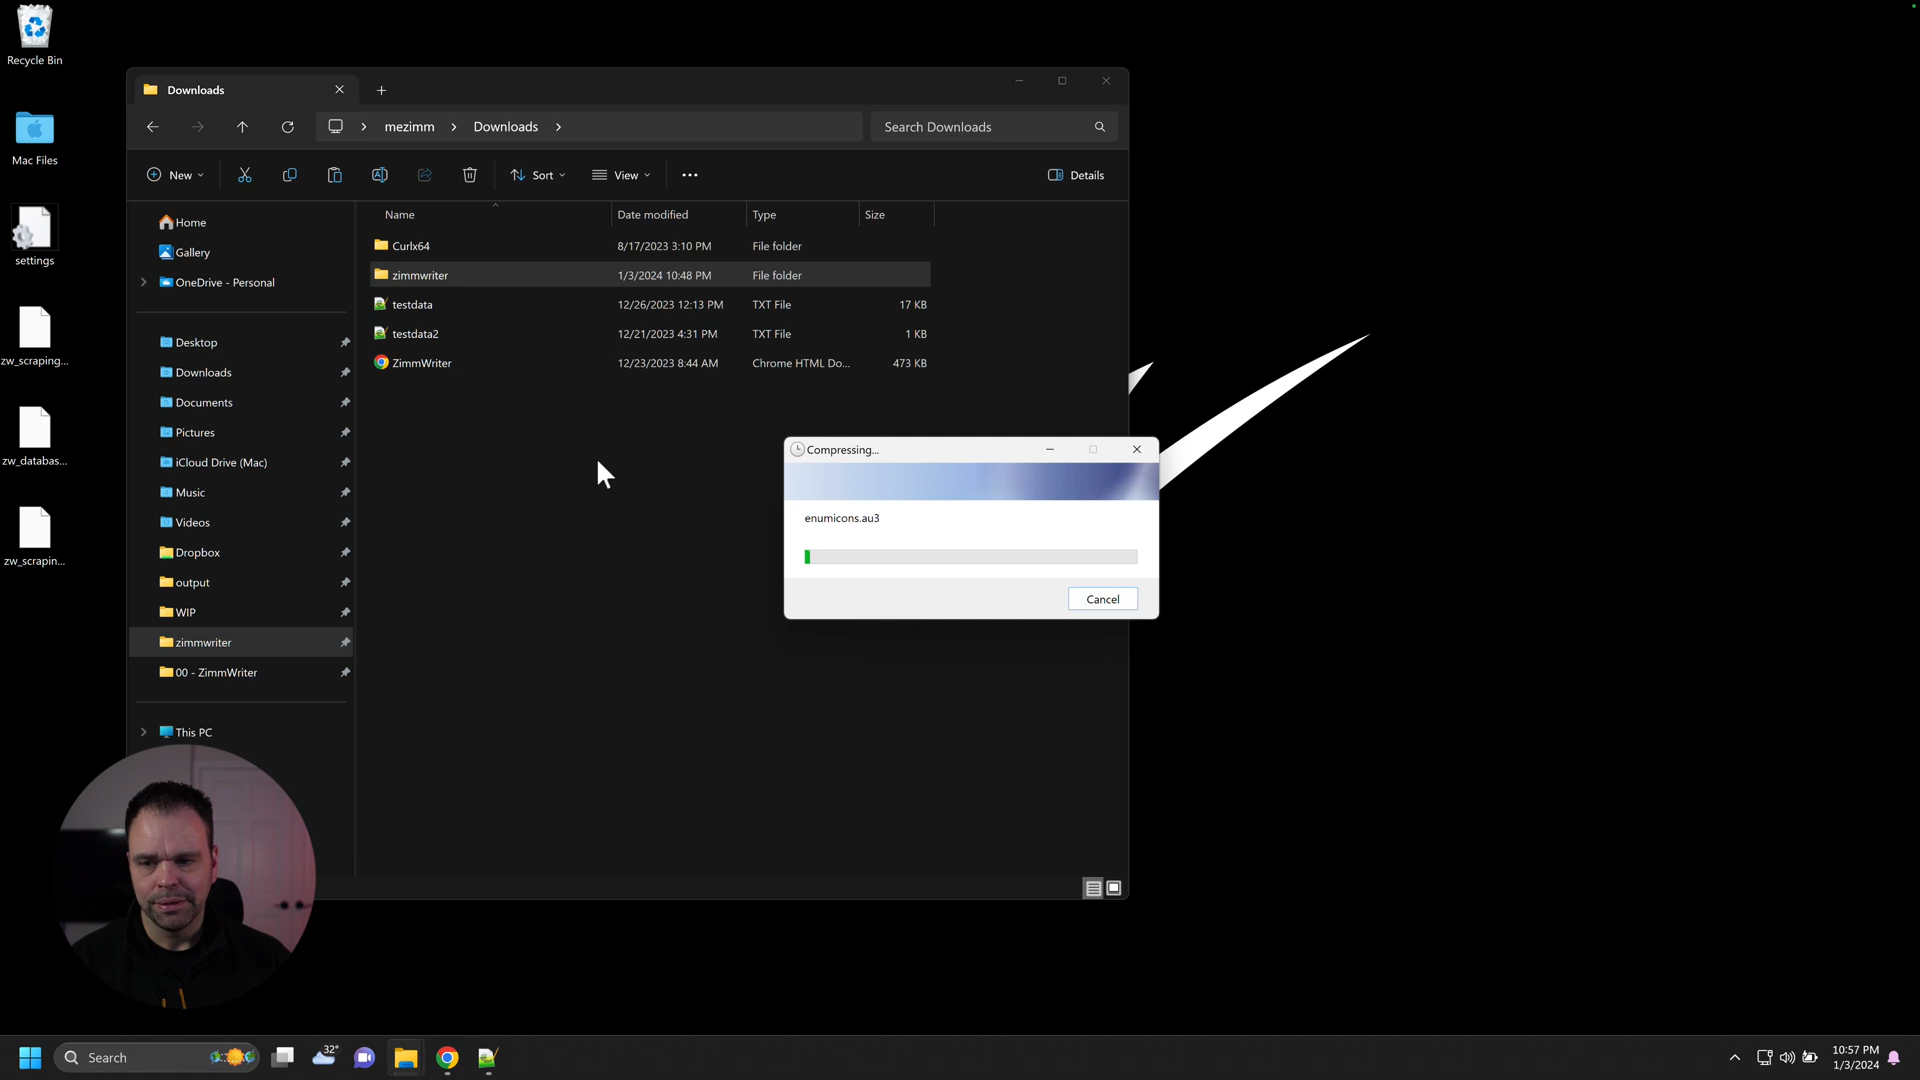 Recycle Bin
Mac Files
settings
zw_scraping...
zw_databas...
zw_scrapin...
Downloads
mezimm
Downloads
Search Downloads
New
Sort
View
Details
Name
Date modified
Type
Size
Curlx64
8/17/2023 3:10 PM
File folder
zimmwriter
1/3/2024 10:48 PM
File folder
testdata
12/26/2023 12:13 PM
TXT File
17 KB
testdata2
12/21/2023 4:31 PM
TXT File
1 KB
ZimmWriter
12/23/2023 8:44 AM
Chrome HTML Do...
473 KB
Home
Gallery
OneDrive - Personal
Desktop
Downloads
Documents
Pictures
iCloud Drive (Mac)
Music
Videos
Dropbox
output
WIP
zimmwriter
00 - ZimmWriter
This PC
Compressing...
enumicons.au3
Cancel
Search
32°
10:57 PM
1/3/2024